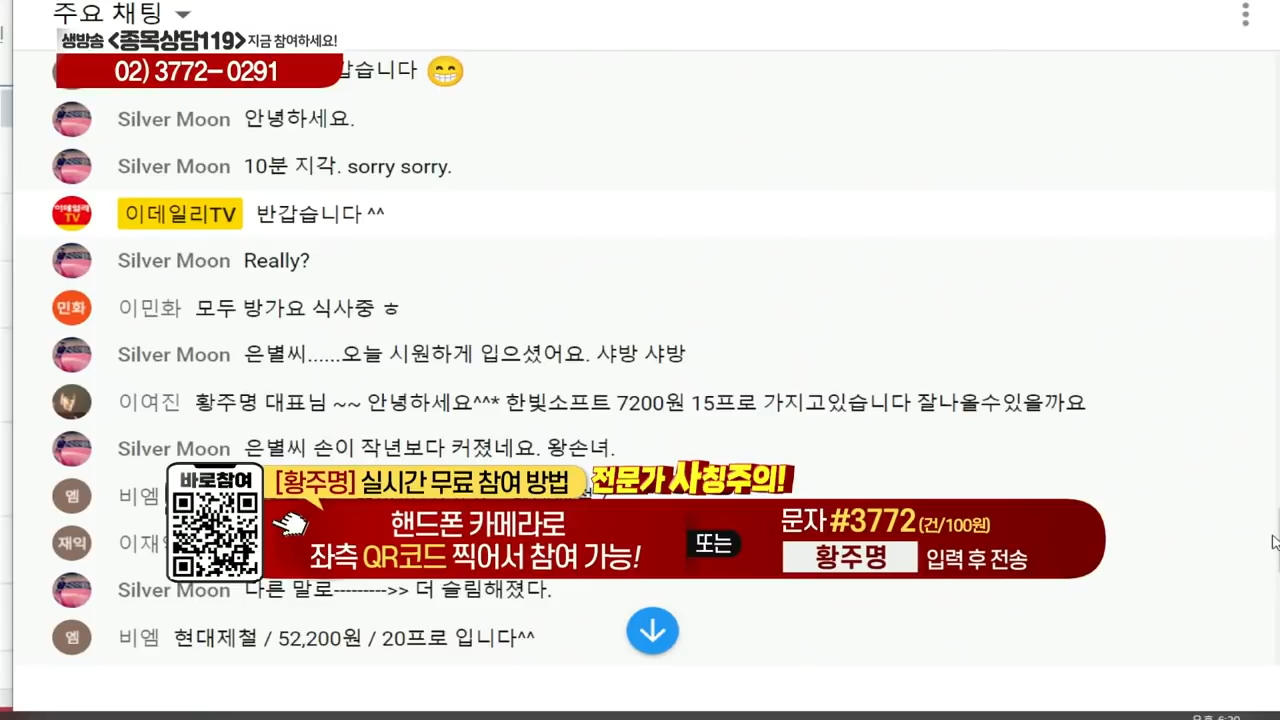 주요 채팅
생방송 <종목상담119> 지금 참여하세요!
02) 3772-0291
갑습니다
Silver Moon 안녕하세요.
Silver Moon 10분 지각. sorry sorry.
이데일리TV 이데일리TV 반갑습니다 ^^
Silver Moon Really?
민화 이민화 모두 방가요 식사중 ㅎ
Silver Moon 은별씨......오늘 시원하게 입으셨어요. 샤방 샤방
이여진 황주명 대표님 ~~ 안녕하세요^^* 한빛소프트 7200원 15프로 가지고있습니다 잘나올수있을까요
Silver Moon 은별씨 손이 작년보다 커졌네요. 왕손녀.
바로참여
[황주명] 실시간 무료 참여 방법
전문가 사칭주의!
엠 비엠
핸드폰 카메라로
좌측 QR코드 찍어서 참여 가능!
또는
문자 #3772 (건/100원)
황주명 입력 후 전송
재익
Silver Moon 다른 말로--------->> 더 슬림해졌다.
엠 비엠 현대제철 / 52,200원 / 20프로 입니다^^